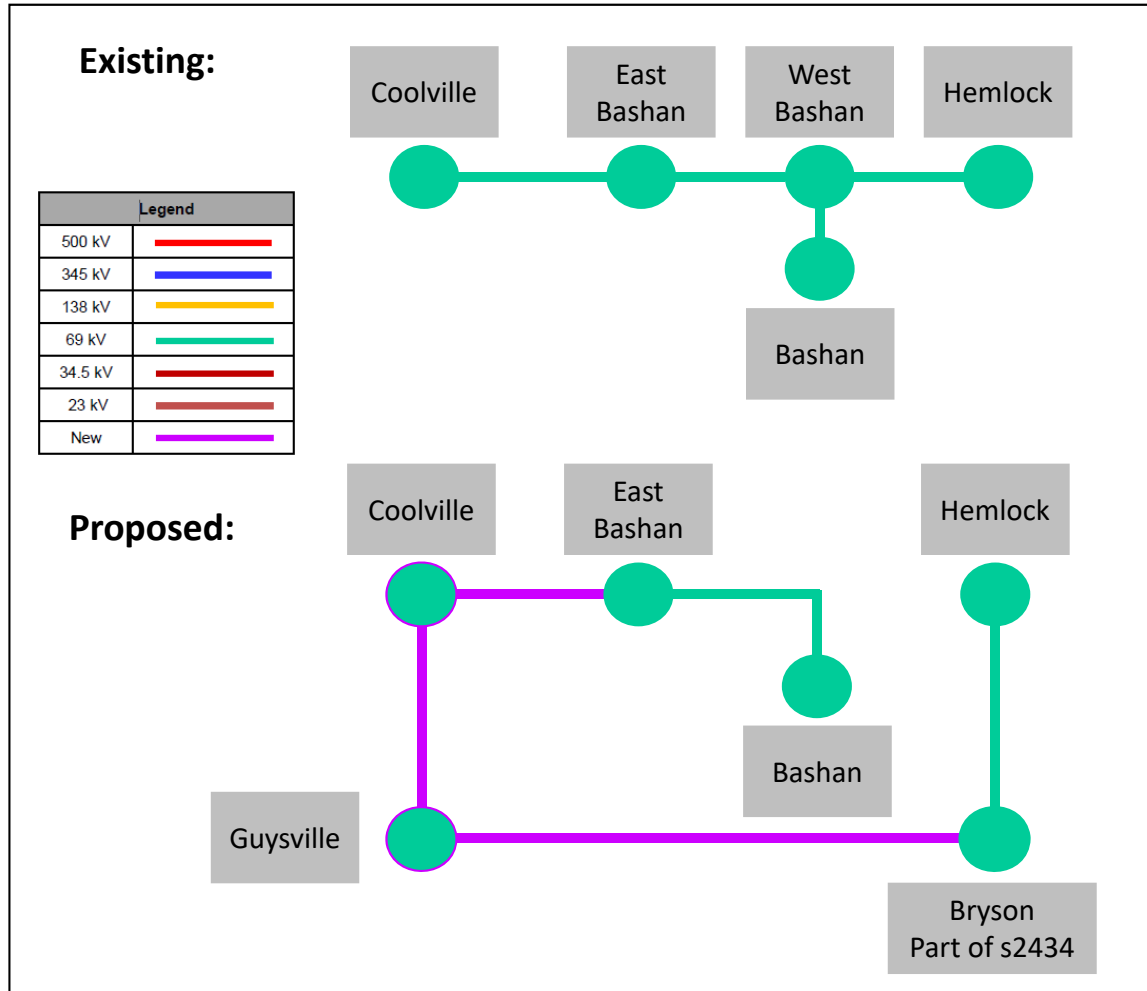 Existing:
Coolville
East
Bashan
West
Bashan
Hemlock
Bashan
Legend
500 kV
345 kV
138 kV
69 kV
34.5 kV
23 kV
New
Proposed:
Coolville
East
Bashan
Hemlock
Bashan
Guysville
Bryson
Part of s2434